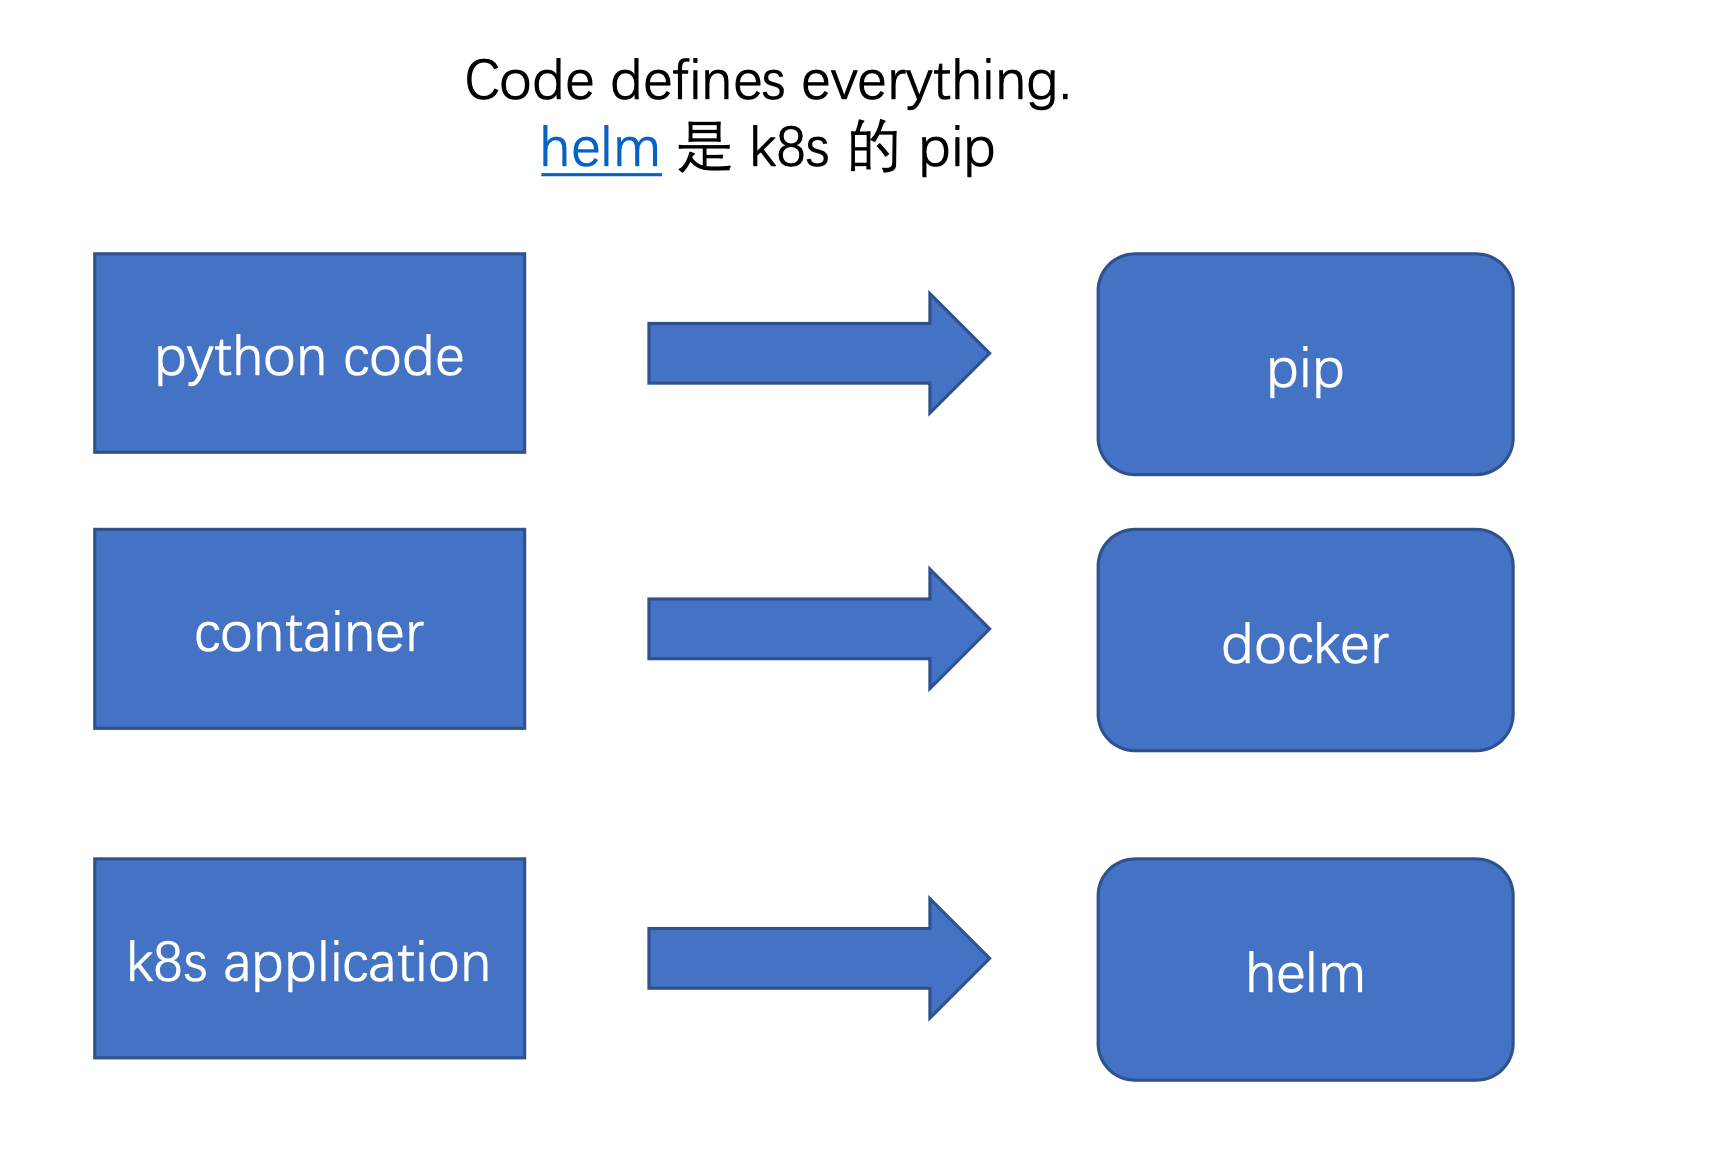 Code defines everything.
helm 是 k8s 的 pip
python code
pip
container
docker
k8s application
helm